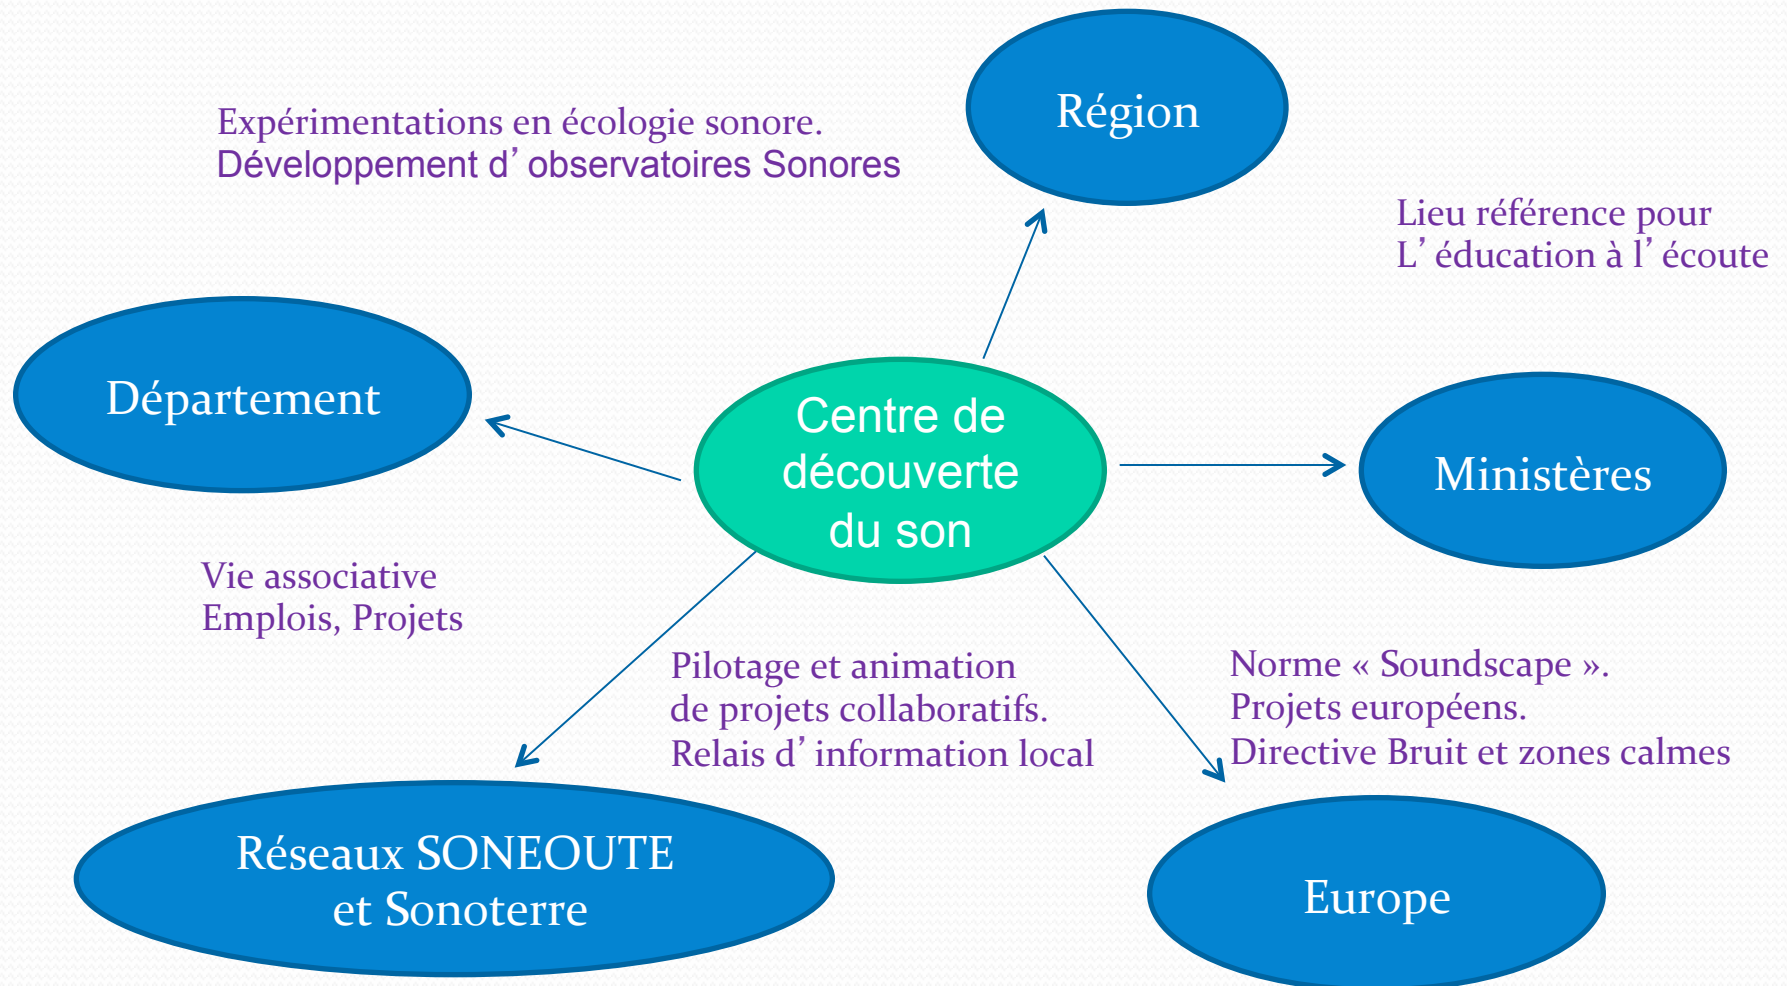 Région
Expérimentations en écologie sonore.
Développement d’ observatoires Sonores
Lieu référence pour
L’ éducation à l’ écoute
Département
Centre de
découverte
du son
Ministères
Vie associative
Emplois, Projets
Pilotage et animation
de projets collaboratifs.
Relais d’ information local
Norme « Soundscape ».
Projets européens.
Directive Bruit et zones calmes
Réseaux SONEOUTE
et Sonoterre
Europe